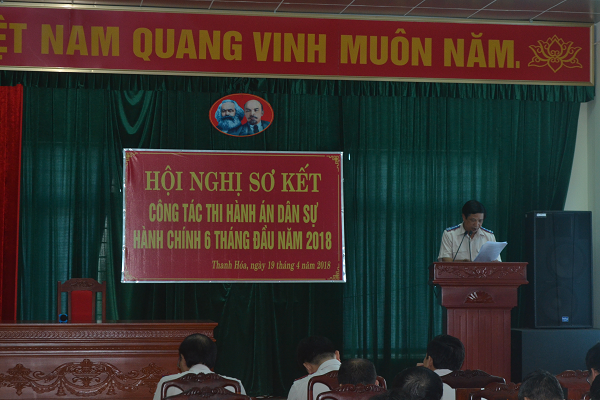 VIỆT NAM QUANG VINH MUÔN NĂM.
HỘI NGHỊ SƠ KẾT
CÔNG TÁC THI HÀNH ÁN DÂN SỰ
HÀNH CHÍNH 6 THÁNG ĐẦU NĂM 2018
Thanh Hóa, ngày 19 tháng 4 năm 2018